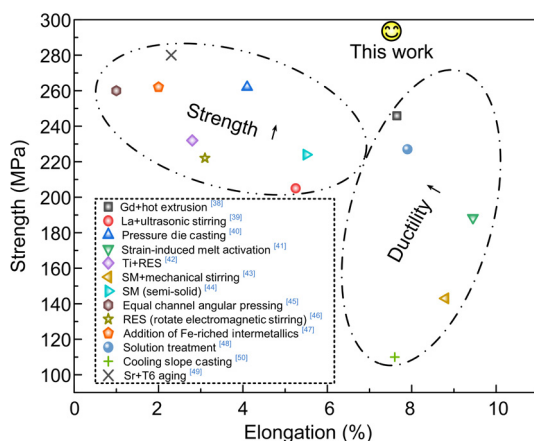 300
280
260
240
220
200
180
160
140
120
100
Strength (MPa)
This work
Strength
Ductility
Gd+hot extrusion [38]
La+ultrasonic stirring [39]
Pressure die casting [40]
Strain-induced melt activation [41]
Ti+RES [42]
SM+mechanical stirring [43]
SM (semi-solid) [44]
Equal channel angular pressing [45]
RES (rotate electromagnetic stirring) [46]
Addition of Fe-riched intermetallics [47]
Solution treatment [48]
Cooling slope casting [50]
Sr+T6 aging [49]
0 2 4 6 8 10
Elongation (%)